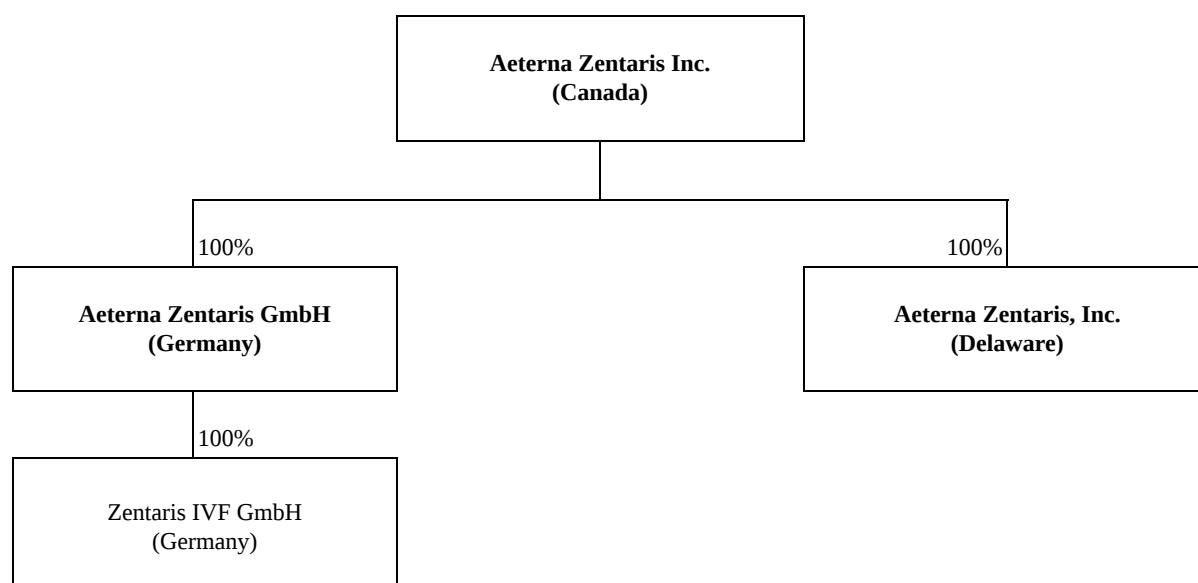 Aeterna Zentaris Inc.
(Canada)
100%
100%
Aeterna Zentaris GmbH
(Germany)
Aeterna Zentaris, Inc.
(Delaware)
100%
Zentaris IVF GmbH
(Germany)